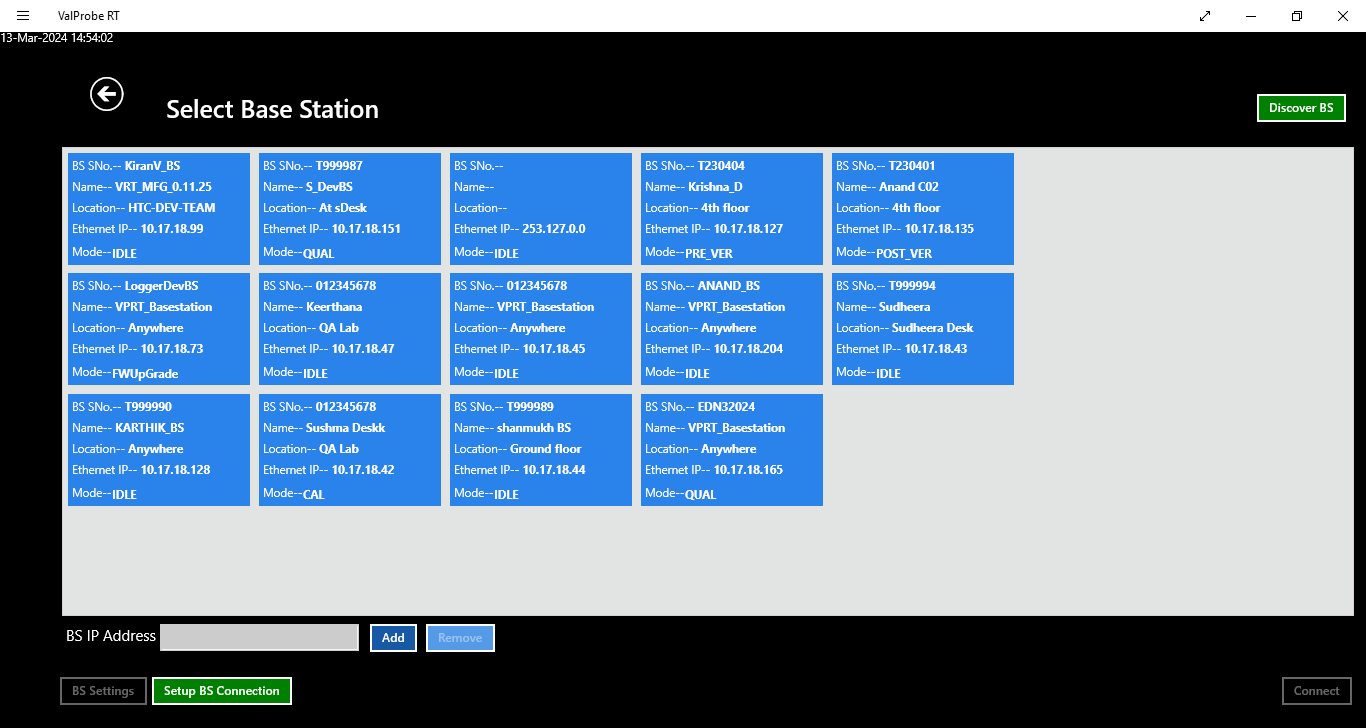 ValProbe RT
13-Mar-2024 14:54:02
Select Base Station
Discover BS
BS SNo.-- KiranV_BS
Name-- VRT_MFG_0.11.25
Location-- HTC-DEV-TEAM
Ethernet IP-- 10.17.18.99
Mode--IDLE
BS SNo.-- T999987
Name-- S_DevBS
Location-- At sDesk
Ethernet IP-- 10.17.18.151
Mode--QUAL
BS SNo.--
Name--
Location--
Ethernet IP-- 253.127.0.0
Mode--IDLE
BS SNo.-- T230404
Name-- Krishna_D
Location-- 4th floor
Ethernet IP-- 10.17.18.127
Mode--PRE_VER
BS SNo.-- T230401
Name-- Anand C02
Location-- 4th floor
Ethernet IP-- 10.17.18.135
Mode--POST_VER
BS SNo.-- LoggerDevBS
Name-- VPRT_Basestation
Location-- Anywhere
Ethernet IP-- 10.17.18.73
Mode--FWUpGrade
BS SNo.-- 012345678
Name-- Keerthana
Location-- QA Lab
Ethernet IP-- 10.17.18.47
Mode--IDLE
BS SNo.-- 012345678
Name-- VPRT_Basestation
Location-- Anywhere
Ethernet IP-- 10.17.18.45
Mode--IDLE
BS SNo.-- ANAND_BS
Name-- VPRT_Basestation
Location-- Anywhere
Ethernet IP-- 10.17.18.204
Mode--IDLE
BS SNo.-- T999994
Name-- Sudheera
Location-- Sudheera Desk
Ethernet IP-- 10.17.18.43
Mode--IDLE
BS SNo.-- T999990
Name-- KARTHIK_BS
Location-- Anywhere
Ethernet IP-- 10.17.18.128
Mode--IDLE
BS SNo.-- 012345678
Name-- Sushma Deskk
Location-- QA Lab
Ethernet IP-- 10.17.18.42
Mode--CAL
BS SNo.-- T999989
Name-- shanmukh BS
Location-- Ground floor
Ethernet IP-- 10.17.18.44
Mode--IDLE
BS SNo.-- EDN32024
Name-- VPRT_Basestation
Location-- Anywhere
Ethernet IP-- 10.17.18.165
Mode--QUAL
BS IP Address
Add
Remove
BS Settings
Setup BS Connection
Connect